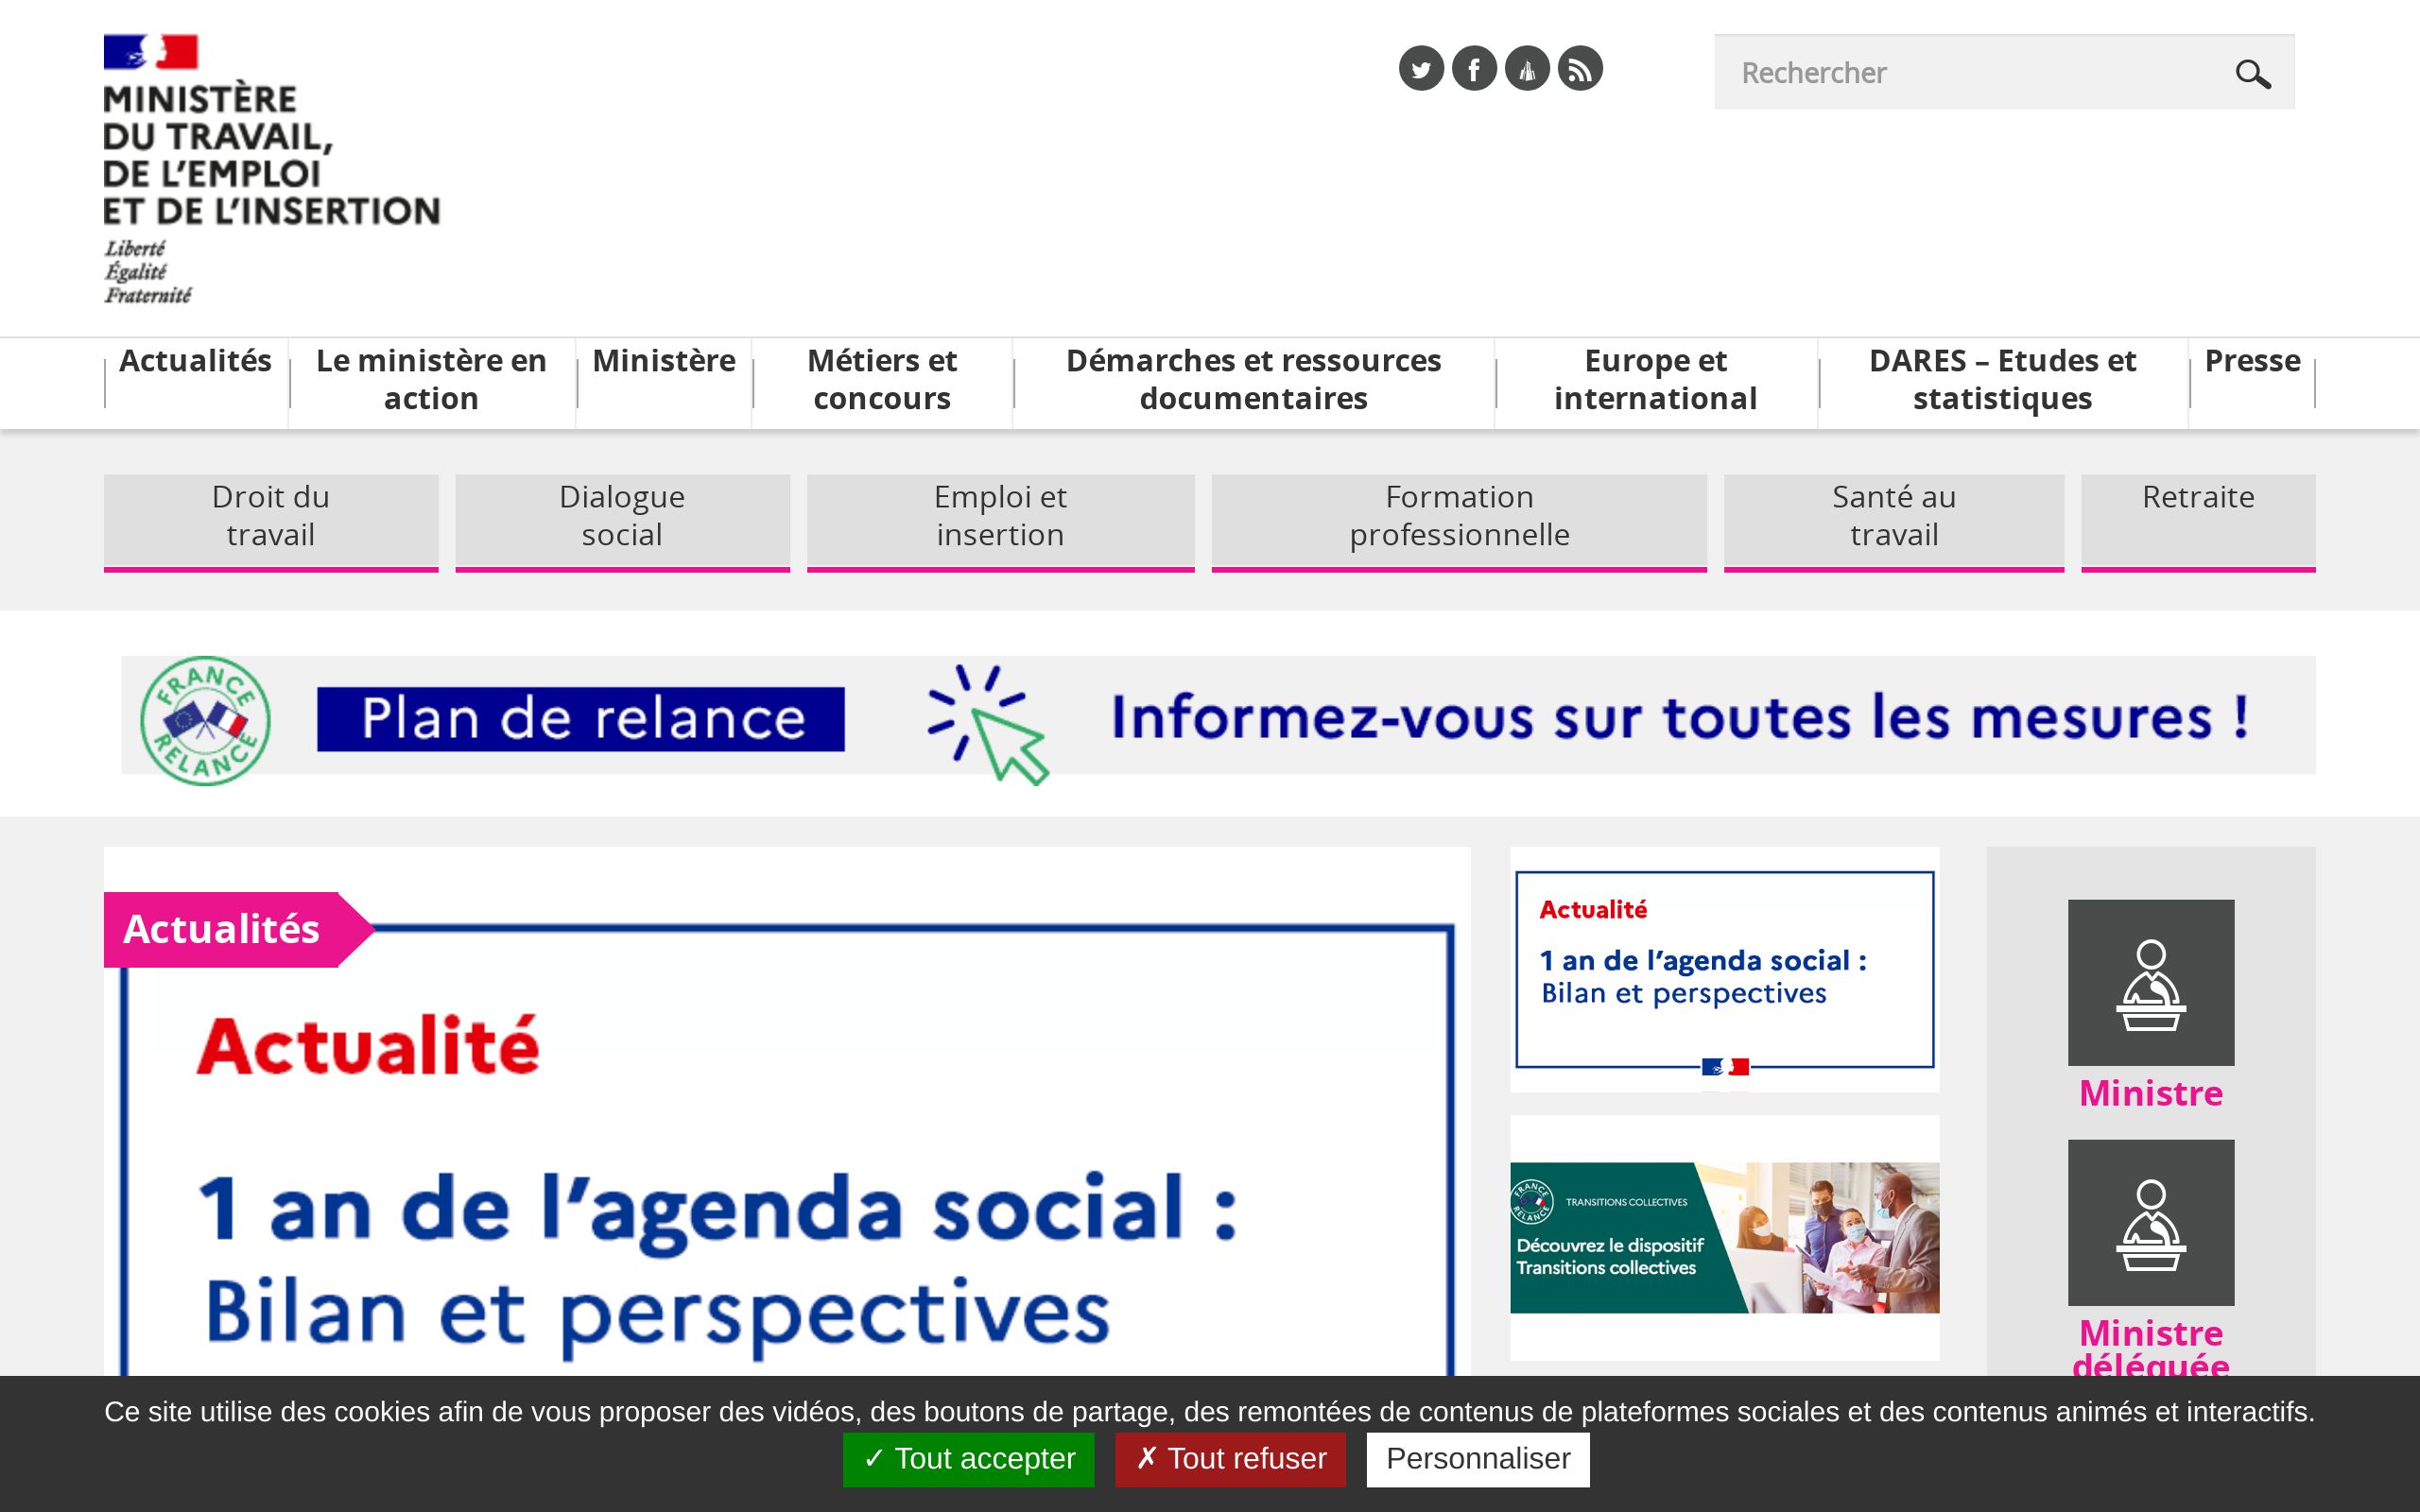 MINISTÈRE
DU TRAVAIL,
DE L'EMPLOI
ET DE L'INSERTION
Liberté
Égalité
Fraternité
Rechercher
Actualités
Le ministère en
action
Ministère
Métiers et
concours
Démarches et ressources
documentaires
Europe et
international
DARES – Etudes et
statistiques
Presse
Droit du
travail
Dialogue
social
Emploi et
insertion
Formation
professionnelle
Santé au
travail
Retraite
FRANCE
RELANCE
Plan de relance
Informez-vous sur toutes les mesures !
Actualités
Actualité
1 an de l'agenda social :
Bilan et perspectives
Actualité
1 an de l'agenda social :
Bilan et perspectives
FRANCE
RELANCE
TRANSITIONS COLLECTIVES
Découvrez le dispositif
Transitions collectives
Ministre
Ministre
déléguée
Ce site utilise des cookies afin de vous proposer des vidéos, des boutons de partage, des remontées de contenus de plateformes sociales et des contenus animés et interactifs.
✓ Tout accepter
✗ Tout refuser
Personnaliser